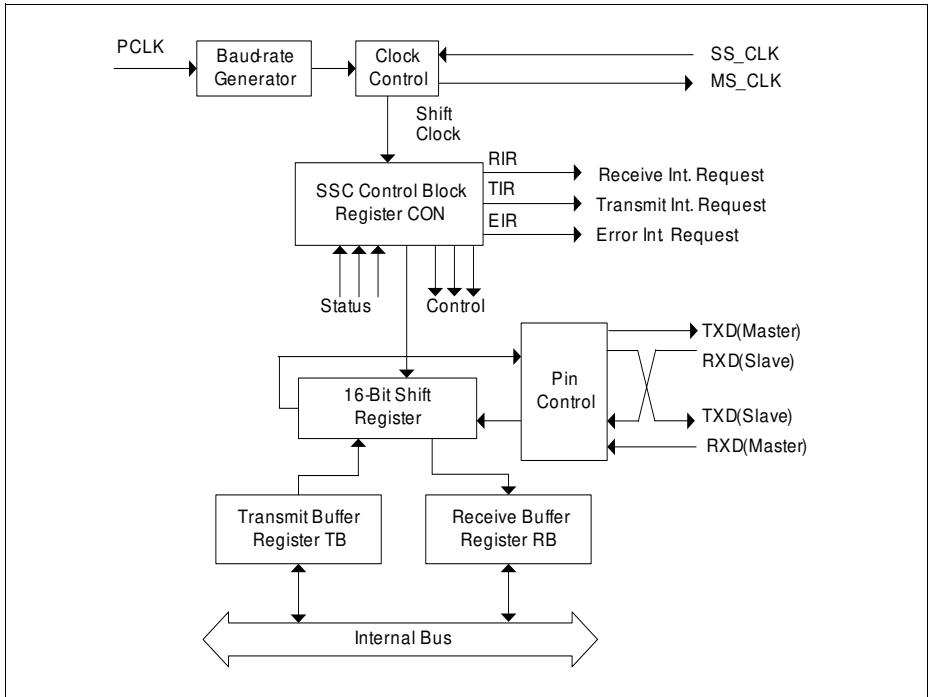 PCLK
Baud-rate
Generator
Clock
Control
SS_CLK
MS_CLK
Shift
Clock
SSC Control Block
Register CON
RIR
Receive Int. Request
TIR
Transmit Int. Request
EIR
Error Int. Request
Status
Control
16-Bit Shift
Register
Pin
Control
TXD(Master)
RXD(Slave)
TXD(Slave)
RXD(Master)
Transmit Buffer
Register TB
Receive Buffer
Register RB
Internal Bus